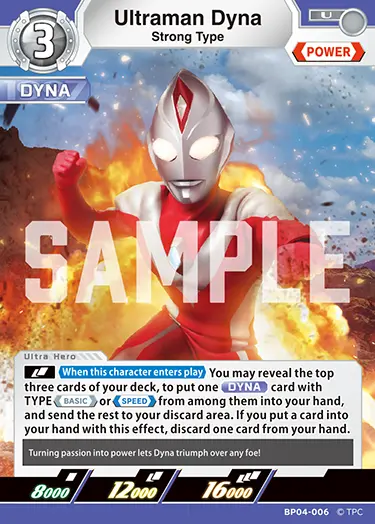 3
Ultraman Dyna
Strong Type
U
POWER
DYNA
SAMPLE
Ultra Hero
When this character enters play You may reveal the top
three cards of your deck, to put one DYNA card with
TYPE BASIC or SPEED from among them into your hand,
and send the rest to your discard area. If you put a card into
your hand with this effect, discard one card from your hand.
Turning passion into power lets Dyna triumph over any foe!
8000 12000 16000
BP04-006 © TPC